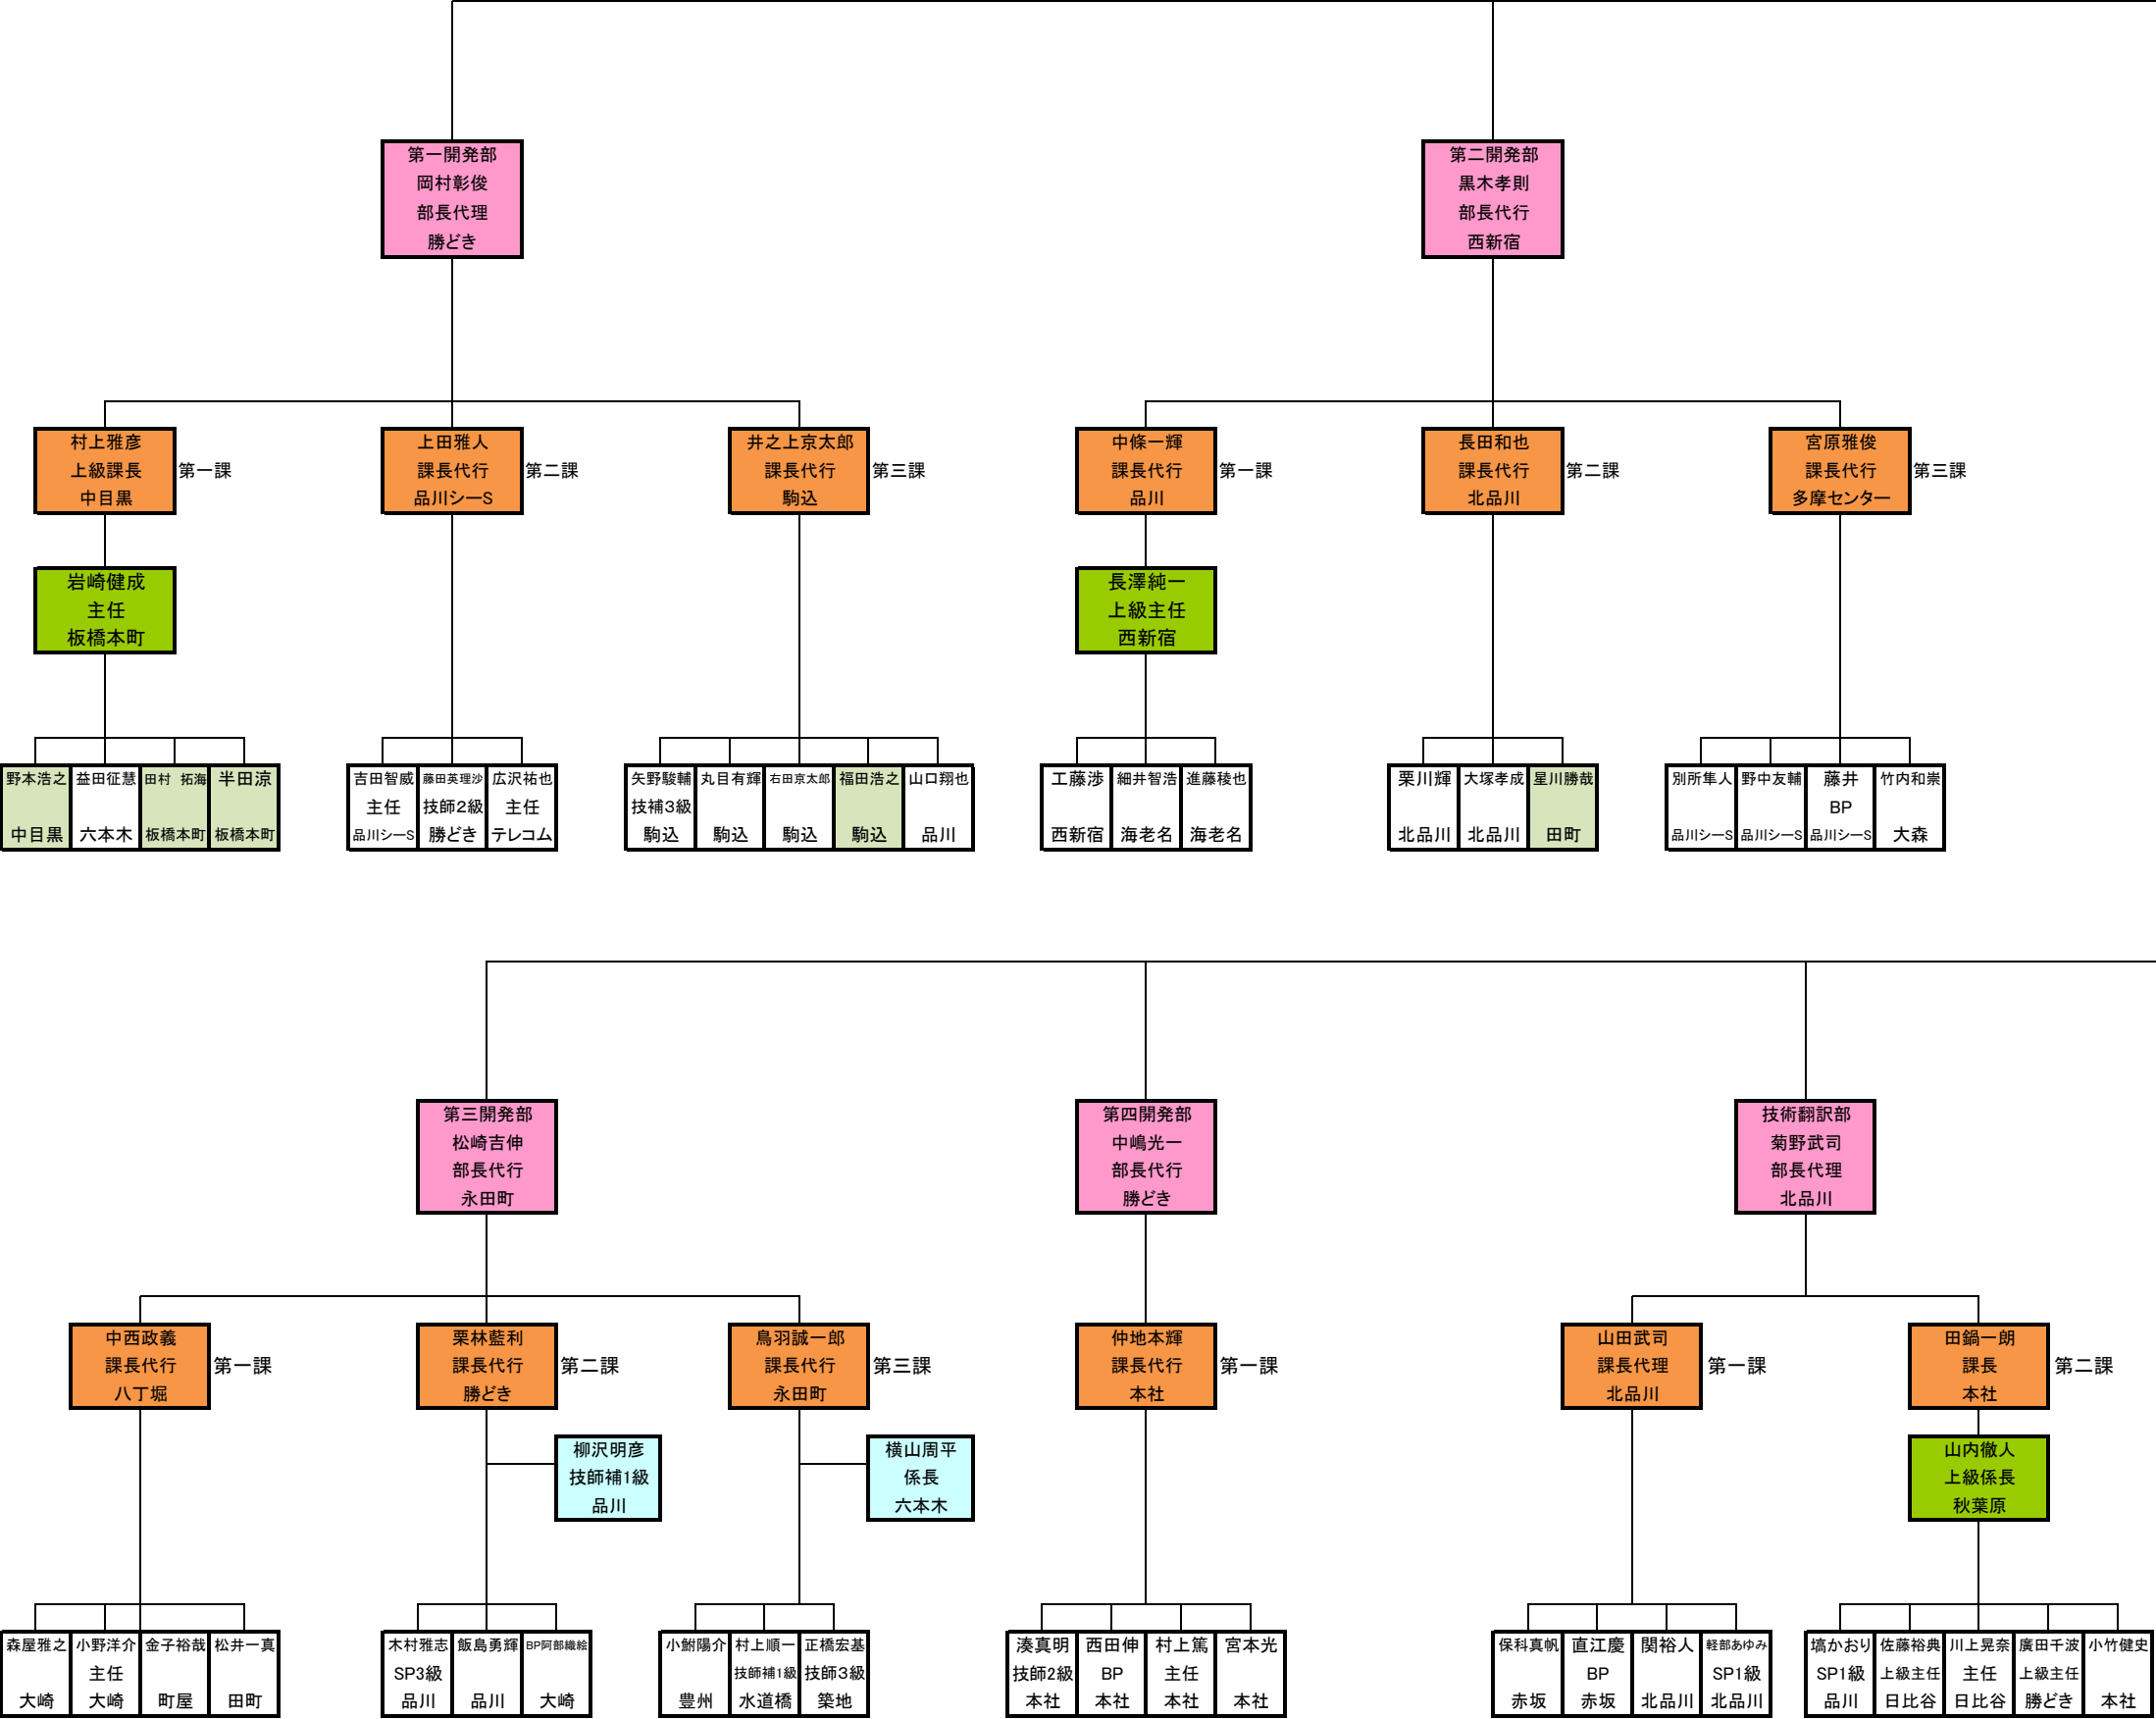 第一開発部
岡村彰俊
部長代理
勝どき
第二開発部
黒木孝則
部長代行
西新宿
村上雅彦
上級課長
中目黒
第一課
上田雅人
課長代行
品川シーS
第二課
井之上京太郎
課長代行
駒込
第三課
中條一輝
課長代行
品川
第一課
長田和也
課長代行
北品川
第二課
宮原雅俊
課長代行
多摩センター
第三課
岩崎健成
主任
板橋本町
長澤純一
上級主任
西新宿
野本浩之
中目黒
益田征慧
六本木
田村　拓海
板橋本町
半田涼
板橋本町
吉田智威
主任
品川シーS
藤田英理沙
技師2級
勝どき
広沢祐也
主任
テレコム
矢野駿輔
技補3級
駒込
丸目有輝
駒込
右田京太郎
駒込
福田浩之
駒込
山口翔也
品川
工藤渉
西新宿
細井智浩
海老名
進藤稜也
海老名
栗川輝
北品川
大塚孝成
北品川
星川勝哉
田町
別所隼人
品川シーS
野中友輔
品川シーS
藤井
BP
品川シーS
竹内和崇
大森
第三開発部
松崎吉伸
部長代行
永田町
第四開発部
中嶋光一
部長代行
勝どき
技術翻訳部
菊野武司
部長代理
北品川
中西政義
課長代行
八丁堀
第一課
栗林藍利
課長代行
勝どき
第二課
鳥羽誠一郎
課長代行
永田町
第三課
仲地本輝
課長代行
本社
第一課
山田武司
課長代理
北品川
第一課
田鍋一朗
課長
本社
第二課
柳沢明彦
技師補1級
品川
横山周平
係長
六本木
山内徹人
上級係長
秋葉原
森屋雅之
大崎
小野洋介
主任
大崎
金子裕哉
町屋
松井一真
田町
木村雅志
SP3級
品川
飯島勇輝
品川
BP阿部織絵
大崎
小鮒陽介
豊州
村上順一
技師補1級
水道橋
正橋宏基
技師3級
築地
湊真明
技師2級
本社
西田伸
BP
本社
村上篤
主任
本社
宮本光
本社
保科真帆
赤坂
直江慶
BP
赤坂
関裕人
北品川
軽部あゆみ
SP1級
北品川
塙かおり
SP1級
品川
佐藤裕典
上級主任
日比谷
川上晃奈
主任
日比谷
廣田千波
上級主任
勝どき
小竹健史
本社